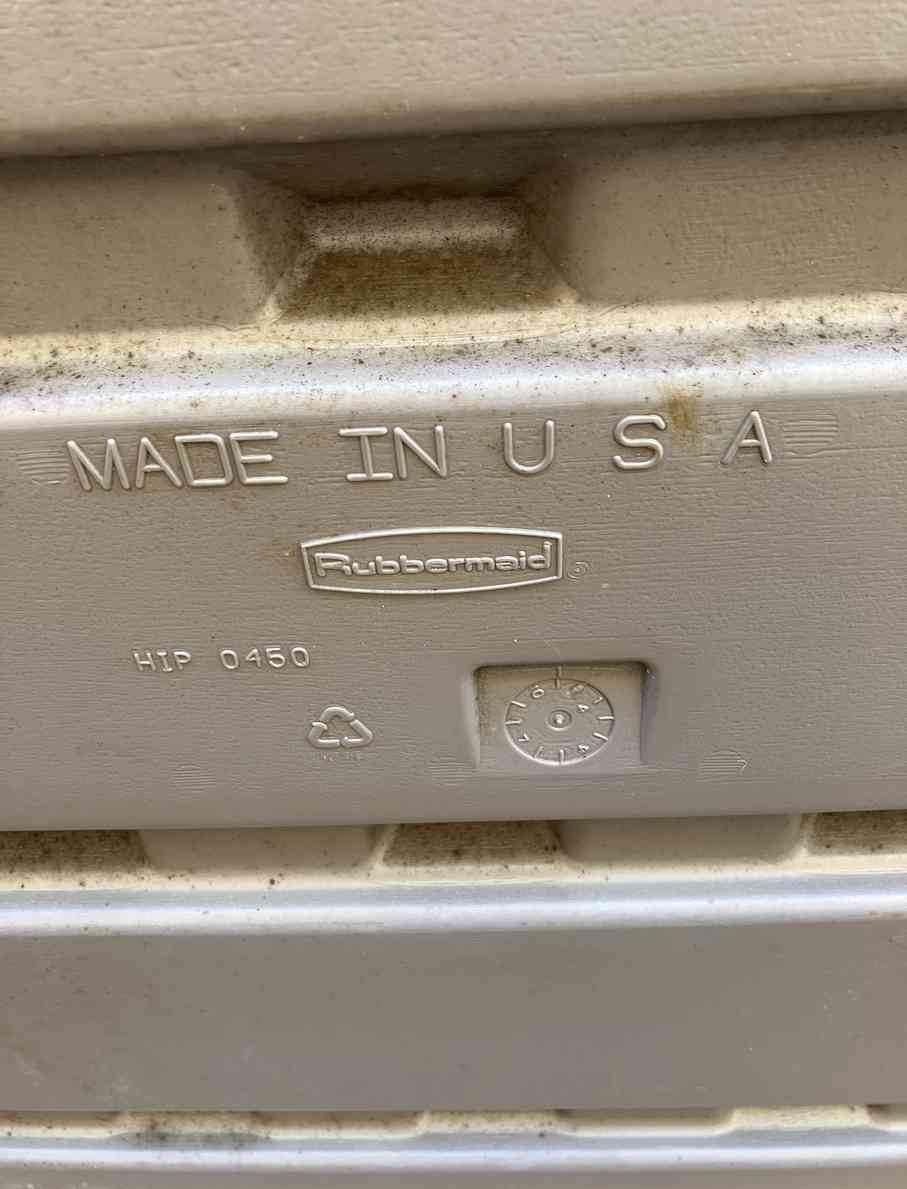 MADE IN U S A
Rubbermaid®
HIP 0450